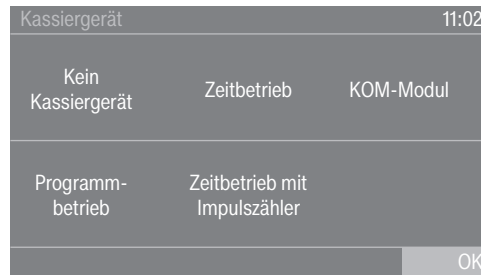 Kassiergerät 11:02
Kein
Kassiergerät
Zeitbetrieb
KOM-Modul
Programm-
betrieb
Zeitbetrieb mit
Impulszähler
OK